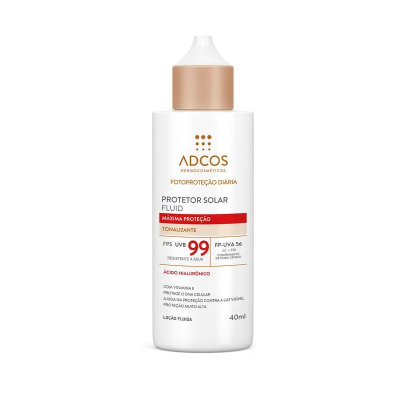 ADCOS
DERMOCOSMÉTICOS
FOTOPROTEÇÃO DIÁRIA
PROTETOR SOLAR
FLUID
MÁXIMA PROTEÇÃO
TONALIZANTE
FPS UVB 99 FP-UVA 56
RESISTENTE À ÁGUA
ÁCIDO HIALURÔNICO
COM VITAMINA E
PROTEGE O DNA CELULAR
AJUDA NA PROTEÇÃO CONTRA A LUZ VISÍVEL
PROTEÇÃO MUITO ALTA
LOÇÃO FLUIDA 40ml